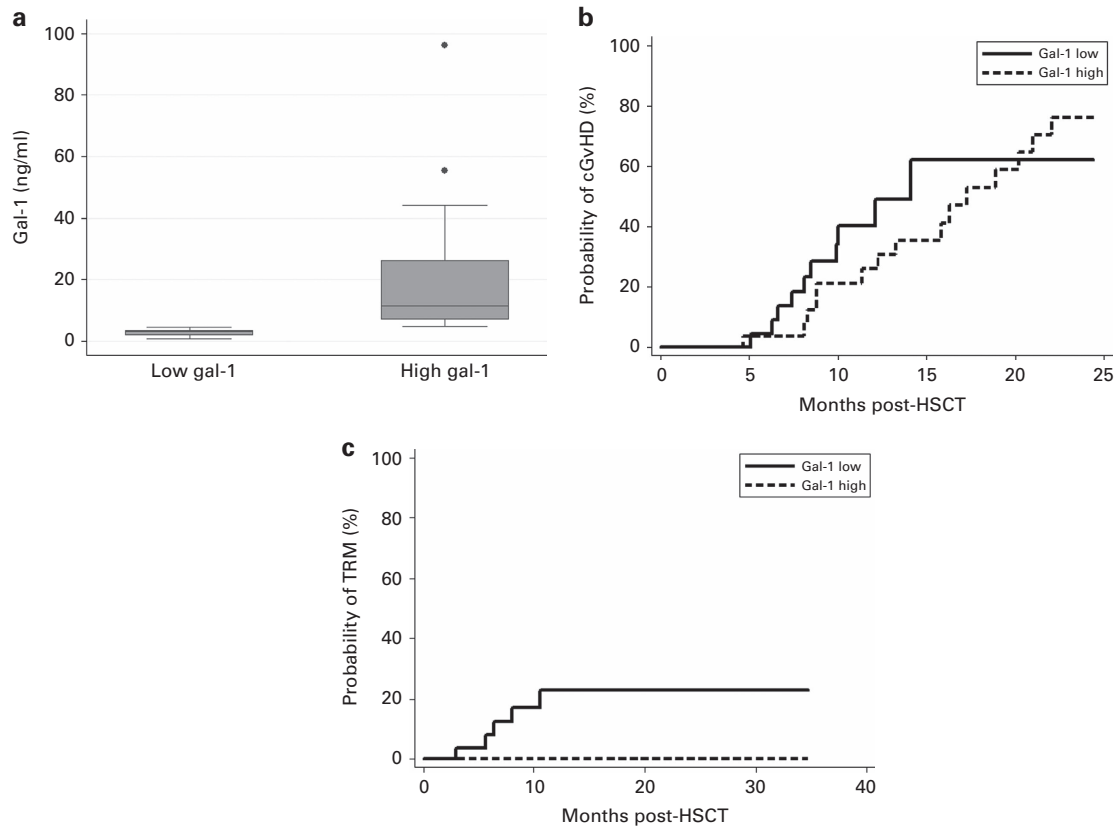 a
100
80
60
40
20
0
Gal-1 (ng/ml)
Low gal-1
High gal-1
b
100
80
60
40
20
0
Probability of cGvHD (%)
Gal-1 low
Gal-1 high
0
5
10
15
20
25
Months post-HSCT
c
100
80
60
40
20
0
Probability of TRM (%)
Gal-1 low
Gal-1 high
0
10
20
30
40
Months post-HSCT